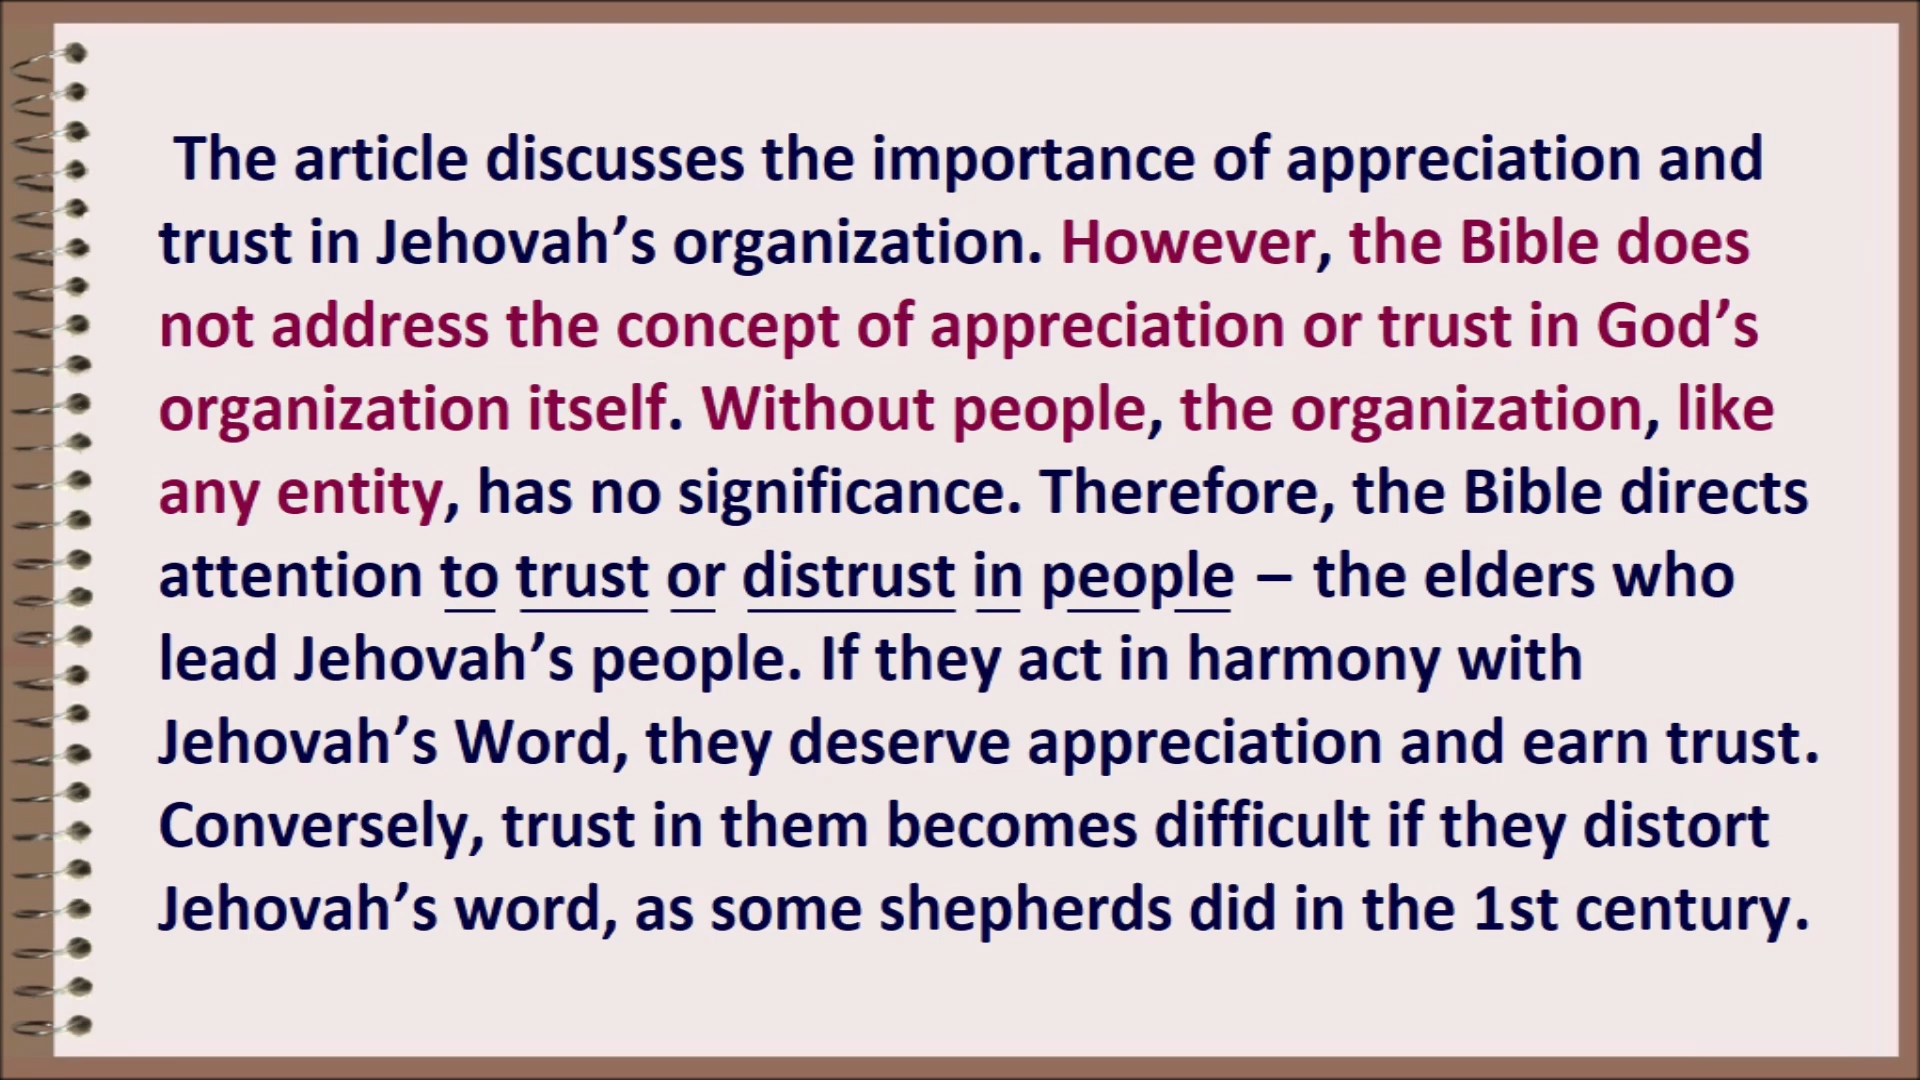 The article discusses the importance of appreciation and
trust in Jehovah’s organization. However, the Bible does
not address the concept of appreciation or trust in God’s
organization itself. Without people, the organization, like
any entity, has no significance. Therefore, the Bible directs
attention to trust or distrust in people – the elders who
lead Jehovah’s people. If they act in harmony with
Jehovah’s Word, they deserve appreciation and earn trust.
Conversely, trust in them becomes difficult if they distort
Jehovah’s word, as some shepherds did in the 1st century.